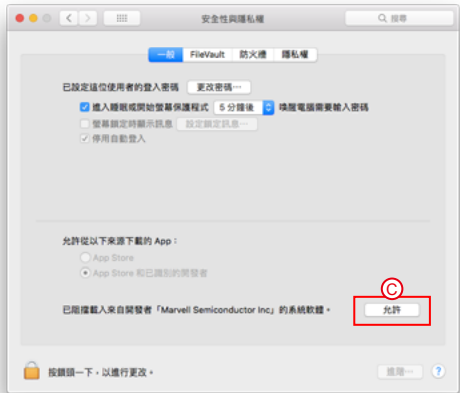 安全性與隱私權
搜尋
一般 FileVault 防火牆 隱私權
已設定這位使用者的登入密碼 更改密碼⋯
進入睡眠或開始螢幕保護程式 5 分鐘後 喚醒電腦需要輸入密碼
螢幕鎖定時顯示訊息 設定鎖定訊息⋯
停用自動登入
允許從以下來源下載的 App：
App Store
App Store 和已識別的開發者
C
已阻擋載入來自開發者「Marvell Semiconductor Inc」的系統軟體。 允許
按鎖頭一下，以進行更改。 進階⋯ ?